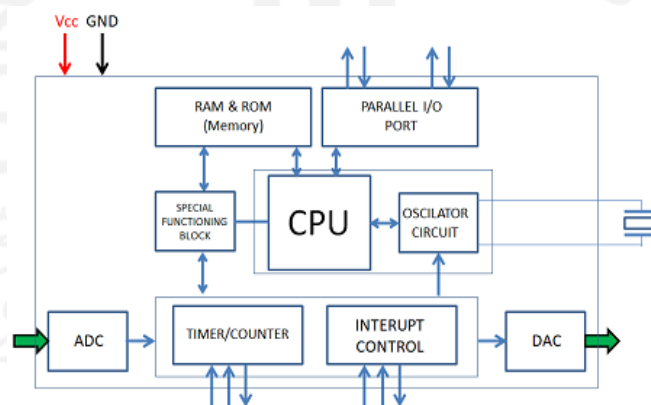 Vcc GND
RAM & ROM
(Memory)
PARALLEL I/O
PORT
SPECIAL
FUNCTIONING
BLOCK
CPU
OSCILATOR
CIRCUIT
ADC
TIMER/COUNTER
INTERUPT
CONTROL
DAC